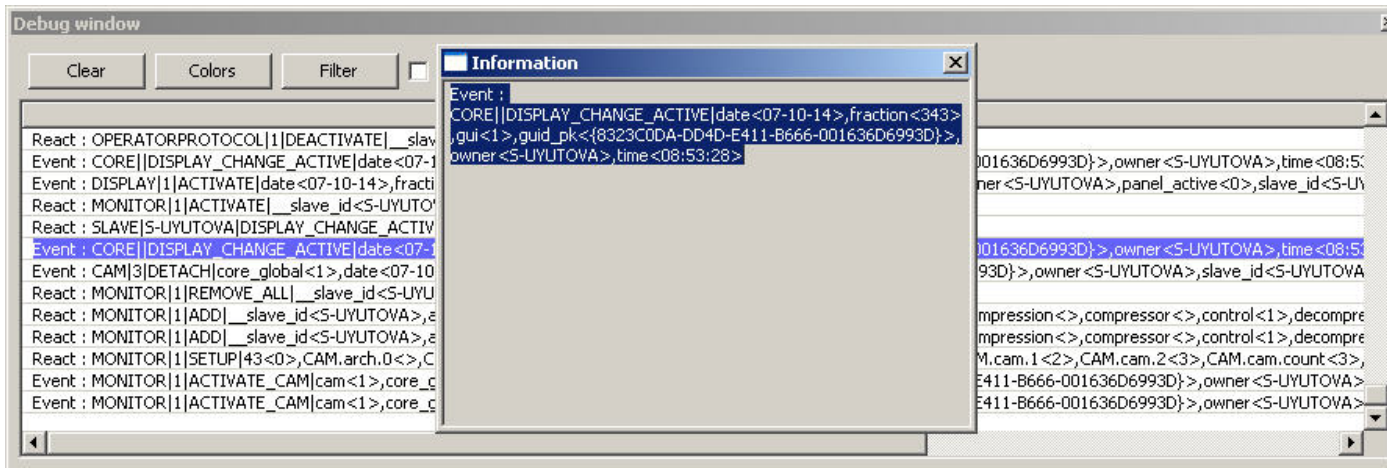 Debug window
Clear
Colors
Filter
Information
Event :
CORE||DISPLAY_CHANGE_ACTIVE|date<07-10-14>,fraction<343>
,gui<1>,guid_pk<{8323C0DA-DD4D-E411-B666-001636D6993D}>,
owner<S-UYUTOVA>,time<08:53:28>
React : OPERATORPROTOCOL|1|DEACTIVATE|__slav
Event : CORE||DISPLAY_CHANGE_ACTIVE|date<07-1 001636D6993D}>,owner<S-UYUTOVA>,time<08:53
Event : DISPLAY|1|ACTIVATE|date<07-10-14>,fracti ner<S-UYUTOVA>,panel_active<0>,slave_id<S-UY
React : MONITOR|1|ACTIVATE|__slave_id<S-UYUTO
React : SLAVE|S-UYUTOVA|DISPLAY_CHANGE_ACTIV
Event : CORE||DISPLAY_CHANGE_ACTIVE|date<07-1 001636D6993D}>,owner<S-UYUTOVA>,time<08:53
Event : CAM|3|DETACH|core_global<1>,date<07-10 93D}>,owner<S-UYUTOVA>,slave_id<S-UYUTOVA
React : MONITOR|1|REMOVE_ALL|__slave_id<S-UYU
React : MONITOR|1|ADD|__slave_id<S-UYUTOVA>,a mpression<>,compressor<>,control<1>,decompre
React : MONITOR|1|ADD|__slave_id<S-UYUTOVA>,a mpression<>,compressor<>,control<1>,decompre
React : MONITOR|1|SETUP|43<0>,CAM.arch.0<>,C M.cam.1<2>,CAM.cam.2<3>,CAM.cam.count<3>,
Event : MONITOR|1|ACTIVATE_CAM|cam<1>,core_g E411-B666-001636D6993D}>,owner<S-UYUTOVA>
Event : MONITOR|1|ACTIVATE_CAM|cam<1>,core_g E411-B666-001636D6993D}>,owner<S-UYUTOVA>